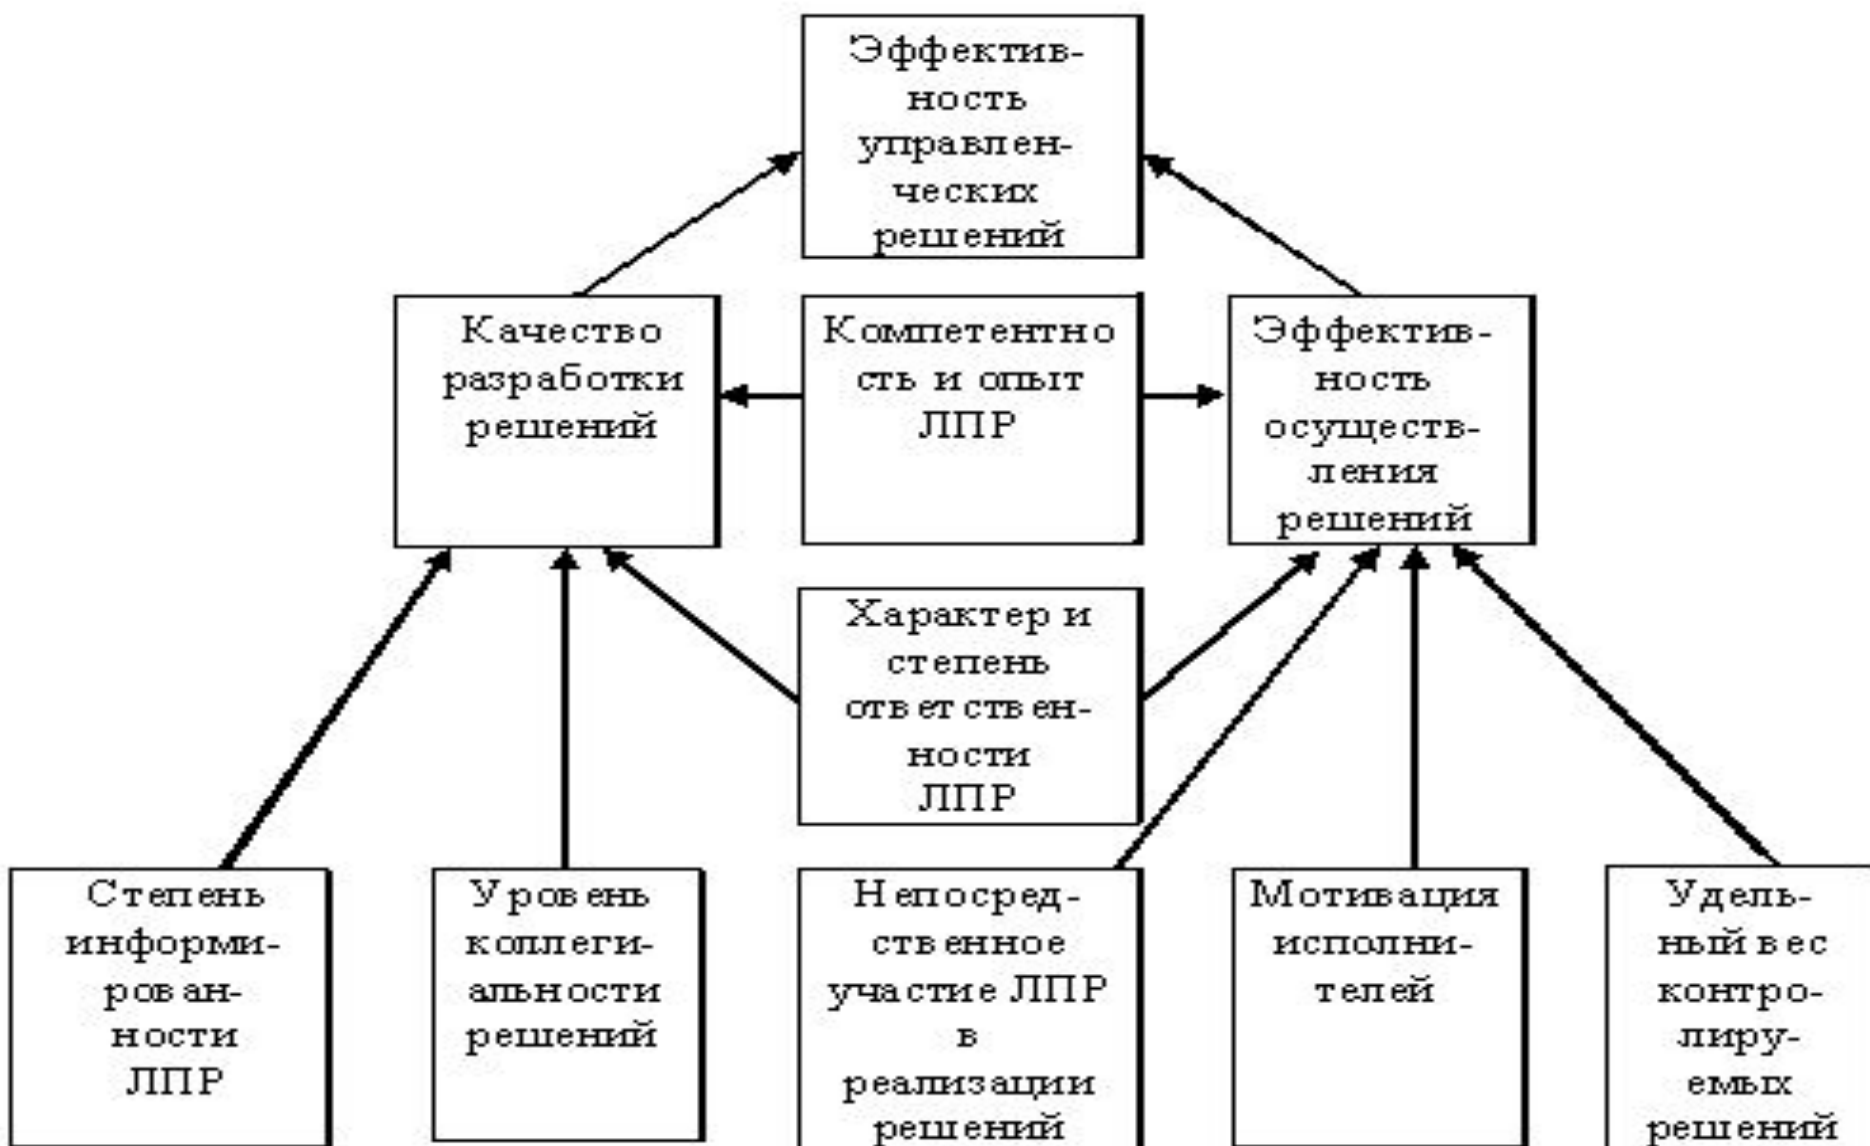 Эффектив-
ность
управлен-
ческих
решений
Качество
разработки
решений
Компетентно
сть и опыт
ЛПР
Эффектив-
ность
осуществ-
ления
решений
Характер и
степень
ответствен-
ности
ЛПР
Степень
информи-
рован-
ности
ЛПР
Уровень
коллеги-
альности
решений
Непосред-
ственное
участие ЛПР
в
реализации
решений
Мотивация
исполни-
телей
Удель-
ный вес
контро-
лиру-
емых
решений